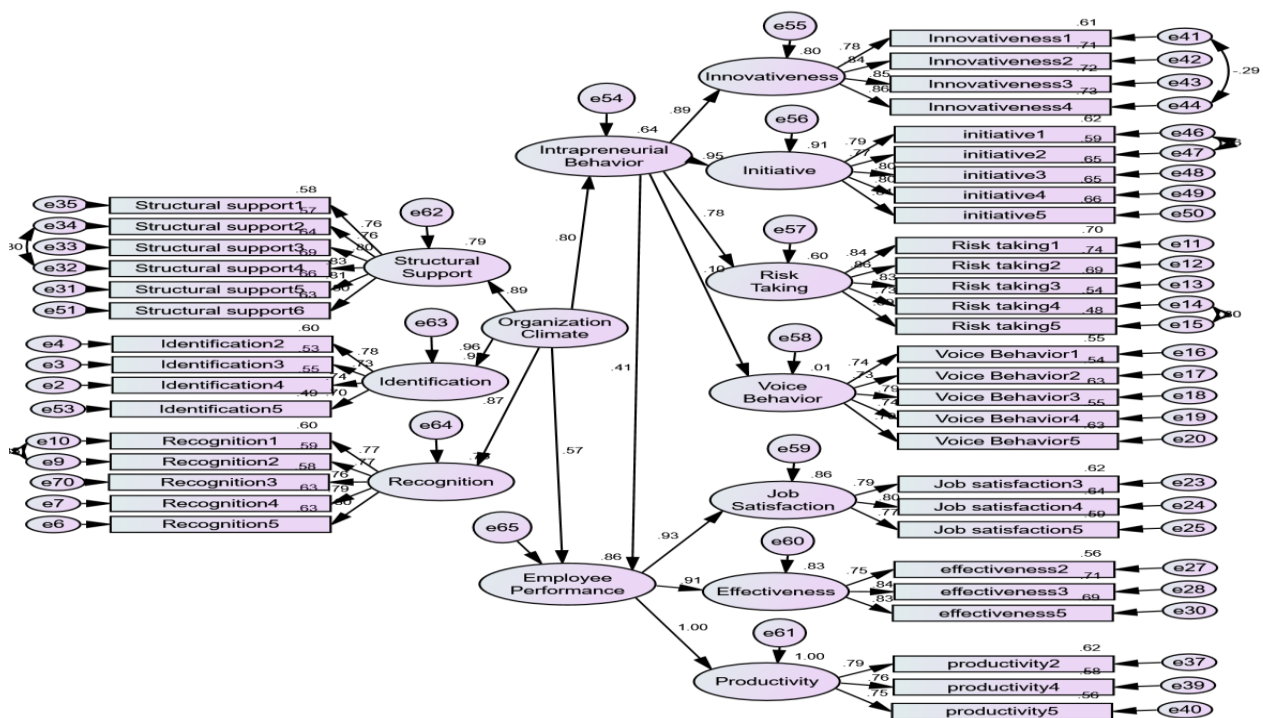 e55
.80
Innovativeness
.89
.78
.84
.85
.86
.61
Innovativeness1
.71
Innovativeness2
.72
Innovativeness3
.73
Innovativeness4
e41
e42
e43
e44
-.29
e54
.64
Intrapreneurial
Behavior
e56
.91
.95
Initiative
.79
.77
.80
.80
.81
.62
initiative1
.59
initiative2
.65
initiative3
.65
initiative4
.66
initiative5
e46
e47
e48
e49
e50
e57
.60
.78
Risk
Taking
.84
.86
.83
.73
.70
Risk taking1
.74
Risk taking2
.69
Risk taking3
.54
Risk taking4
.48
Risk taking5
e11
e12
e13
e14
e15
e58
.01
.10
Voice
Behavior
.74
.73
.79
.74
.55
Voice Behavior1
.54
Voice Behavior2
.63
Voice Behavior3
.55
Voice Behavior4
.63
Voice Behavior5
e16
e17
e18
e19
e20
e35
e34
e33
e32
e31
e51
.58
Structural support1
.57
Structural support2
.64
Structural support3
.69
Structural support4
.66
Structural support5
.63
Structural support6
.76
.76
.80
.83
.81
e62
.79
Structural
Support
.89
.80
Organization
Climate
e4
e3
e2
e53
.60
Identification2
.53
Identification3
.55
Identification4
.49
Identification5
.78
.73
.74
.70
e63
.96
Identification
e10
e9
e70
e7
e6
.60
Recognition1
.59
Recognition2
.58
Recognition3
.63
Recognition4
.63
Recognition5
.77
.77
.76
.79
e64
.87
Recognition
.57
.41
e65
.86
Employee
Performance
e59
.86
.93
Job
Satisfaction
.79
.80
.77
.62
Job satisfaction3
.64
Job satisfaction4
.59
Job satisfaction5
e23
e24
e25
e60
.83
.91
Effectiveness
.75
.84
.83
.56
effectiveness2
.71
effectiveness3
.69
effectiveness5
e27
e28
e30
e61
1.00
1.00
Productivity
.79
.76
.75
.62
productivity2
.58
productivity4
.56
productivity5
e37
e39
e40